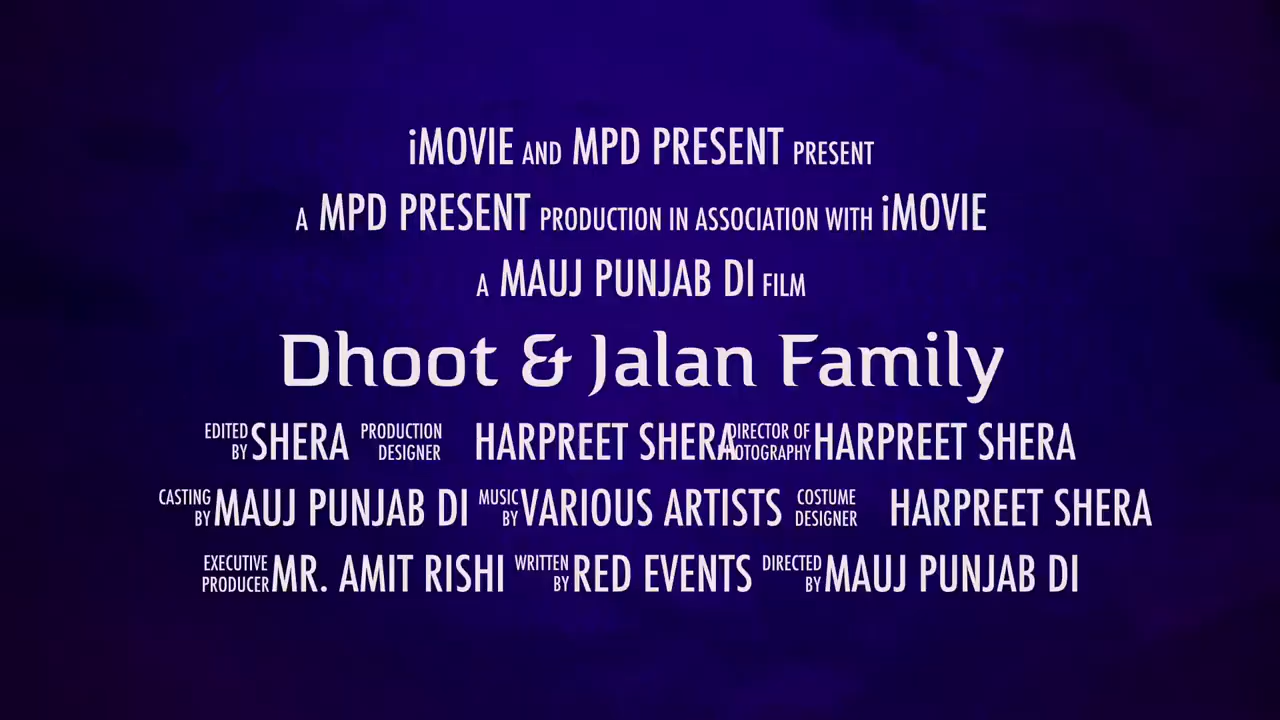 iMOVIE AND MPD PRESENT PRESENT
A MPD PRESENT PRODUCTION IN ASSOCIATION WITH iMOVIE
A MAUJ PUNJAB DI FILM
Dhoot & Jalan Family
EDITED BY SHERA PRODUCTION DESIGNER HARPREET SHERA DIRECTOR OF PHOTOGRAPHY HARPREET SHERA
CASTING BY MAUJ PUNJAB DI MUSIC BY VARIOUS ARTISTS COSTUME DESIGNER HARPREET SHERA
EXECUTIVE PRODUCER MR. AMIT RISHI WRITTEN BY RED EVENTS DIRECTED BY MAUJ PUNJAB DI